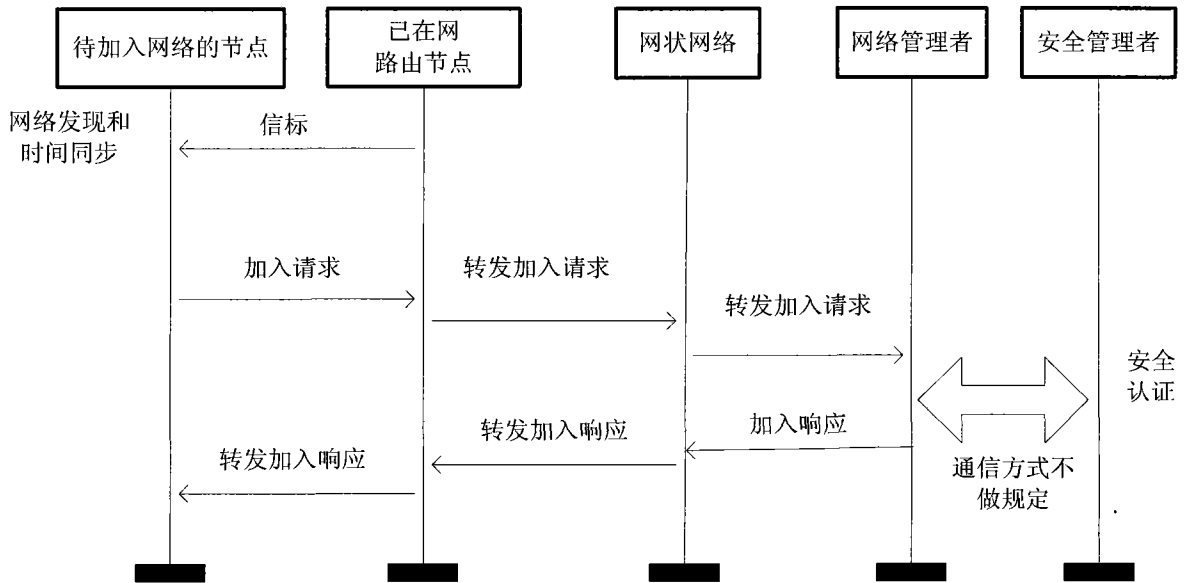 待加入网络的节点
已在网
路由节点
网状网络
网络管理者
安全管理者
网络发现和
时间同步
信标
加入请求
转发加入请求
转发加入请求
安全
认证
加入响应
转发加入响应
转发加入响应
通信方式不
做规定